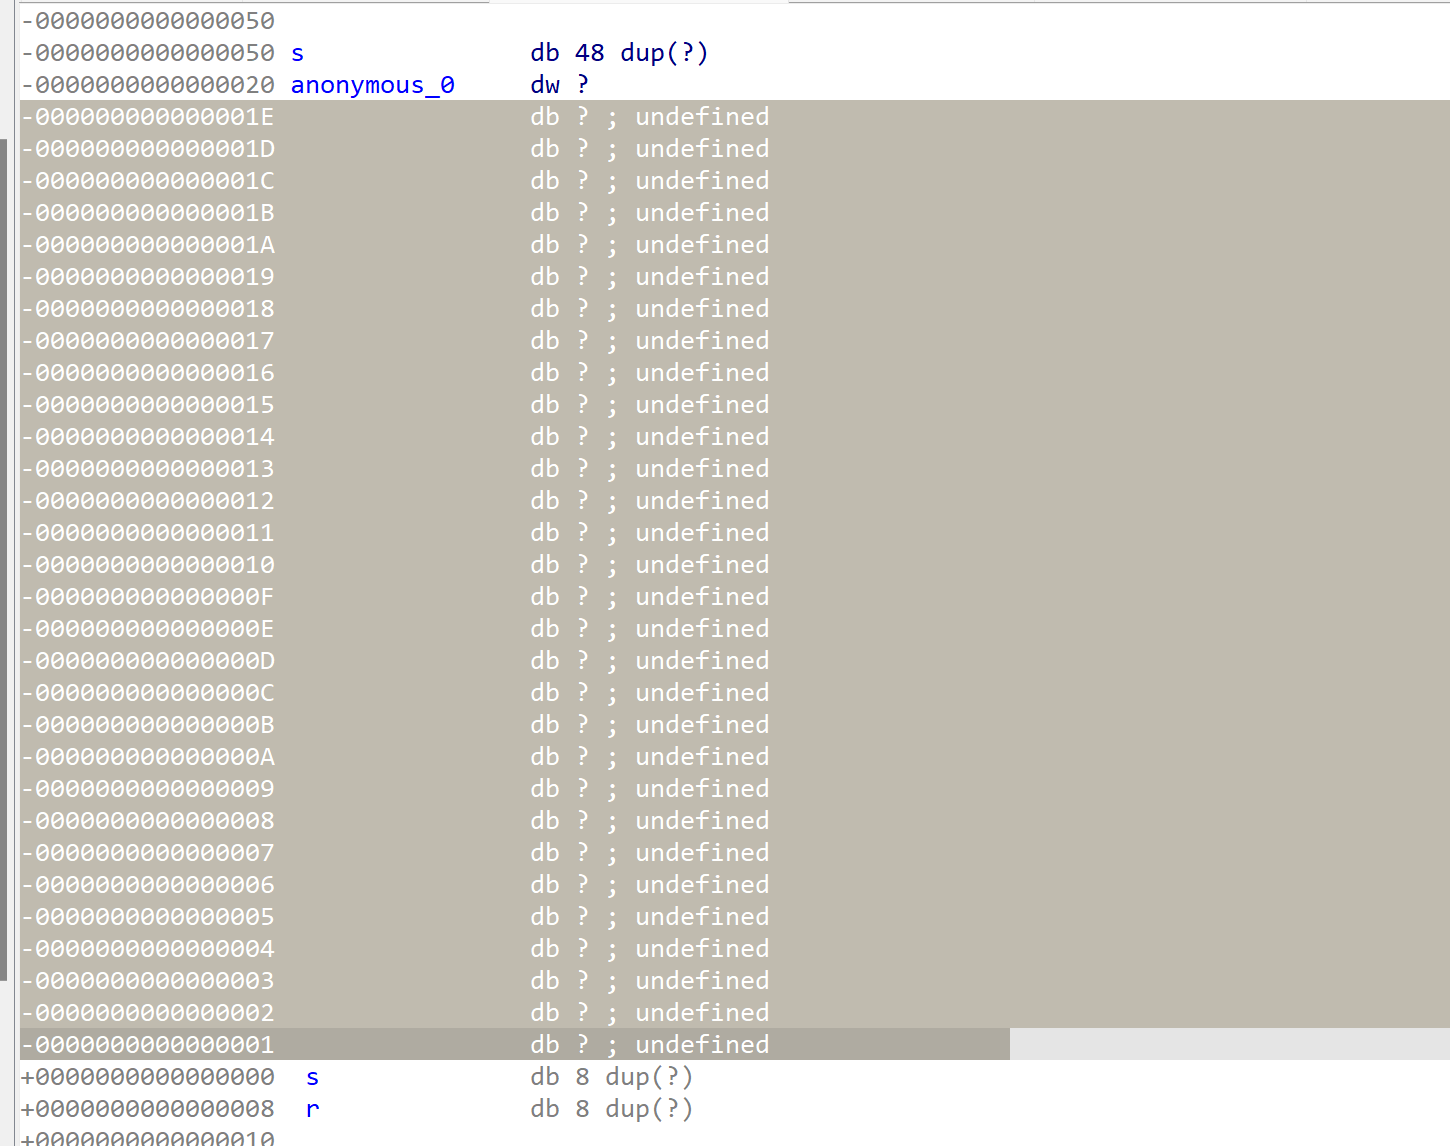 -0000000000000050
-0000000000000050 s db 48 dup(?)
-0000000000000020 anonymous_0 dw ?
-000000000000001E db ? ; undefined
-000000000000001D db ? ; undefined
-000000000000001C db ? ; undefined
-000000000000001B db ? ; undefined
-000000000000001A db ? ; undefined
-0000000000000019 db ? ; undefined
-0000000000000018 db ? ; undefined
-0000000000000017 db ? ; undefined
-0000000000000016 db ? ; undefined
-0000000000000015 db ? ; undefined
-0000000000000014 db ? ; undefined
-0000000000000013 db ? ; undefined
-0000000000000012 db ? ; undefined
-0000000000000011 db ? ; undefined
-0000000000000010 db ? ; undefined
-000000000000000F db ? ; undefined
-000000000000000E db ? ; undefined
-000000000000000D db ? ; undefined
-000000000000000C db ? ; undefined
-000000000000000B db ? ; undefined
-000000000000000A db ? ; undefined
-0000000000000009 db ? ; undefined
-0000000000000008 db ? ; undefined
-0000000000000007 db ? ; undefined
-0000000000000006 db ? ; undefined
-0000000000000005 db ? ; undefined
-0000000000000004 db ? ; undefined
-0000000000000003 db ? ; undefined
-0000000000000002 db ? ; undefined
-0000000000000001 db ? ; undefined
+0000000000000000 s db 8 dup(?)
+0000000000000008 r db 8 dup(?)
+0000000000000010